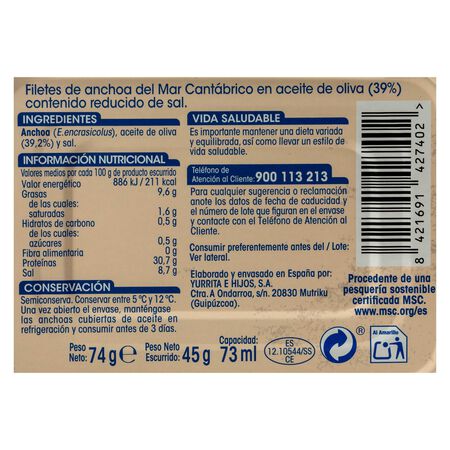 Filetes de anchoa del Mar Cantábrico en aceite de oliva (39%)
contenido reducido de sal.
INGREDIENTES
Anchoa (E.encrasicolus), aceite de oliva
(39,2%) y sal.
INFORMACIÓN NUTRICIONAL
Valores medios por cada 100 g de producto escurrido
Valor energético 886 kJ / 211 kcal
Grasas 9,6 g
de las cuales:
saturadas 1,6 g
Hidratos de carbono 0,5 g
de los cuales:
azúcares 0,5 g
Fibra alimentaria 0 g
Proteínas 30,7 g
Sal 8,7 g
CONSERVACIÓN
Semiconserva. Conservar entre 5 ºC y 12 ºC.
Una vez abierto el envase, manténgase
las anchoas cubiertas de aceite en
refrigeración y consumir antes de 3 días.
VIDA SALUDABLE
Es importante mantener una dieta variada
y equilibrada, así como llevar un estilo de
vida saludable.
Teléfono de
Atención al Cliente: 900 113 213
Para cualquier sugerencia o reclamación
anote los datos de fecha de caducidad y
el número de lote que figuran en el envase
y contacte con el Teléfono de Atención
al Cliente.
Consumir preferentemente antes del / Lote:
Ver lateral.
Elaborado y envasado en España por:
YURRITA E HIJOS, S.A.
Ctra. A Ondarroa, s/n. 20830 Mutriku
(Guipúzcoa)
8 421691 427402 >
Procedente de una
pesquería sostenible
certificada MSC.
www.msc.org/es
Peso Neto: 74 g e
Peso Neto Escurrido: 45 g
Capacidad: 73 ml
ES
12.10544/SS
CE
®
Al Amarillo